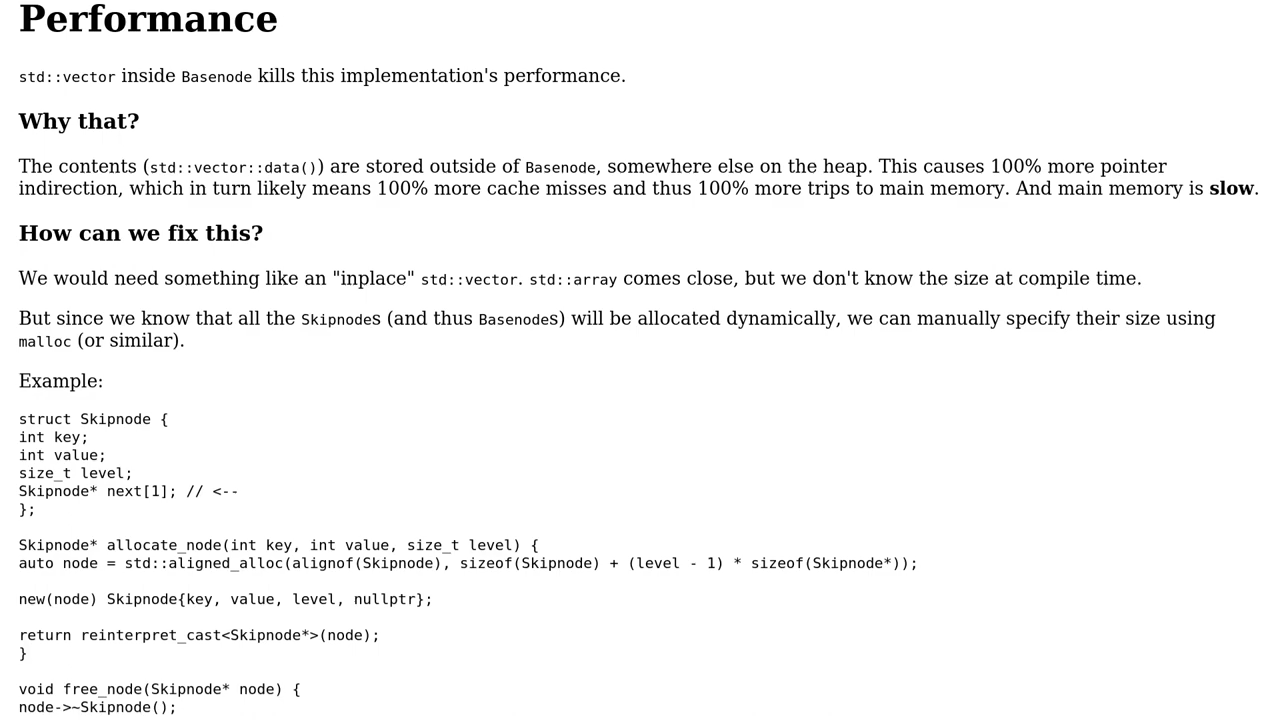 Performance
std::vector inside Basenode kills this implementation's performance.
Why that?
The contents (std::vector::data()) are stored outside of Basenode, somewhere else on the heap. This causes 100% more pointer
indirection, which in turn likely means 100% more cache misses and thus 100% more trips to main memory. And main memory is slow.
How can we fix this?
We would need something like an "inplace" std::vector. std::array comes close, but we don't know the size at compile time.
But since we know that all the Skipnodes (and thus Basenodes) will be allocated dynamically, we can manually specify their size using
malloc (or similar).
Example:
struct Skipnode {
int key;
int value;
size_t level;
Skipnode* next[1]; // <--
};
Skipnode* allocate_node(int key, int value, size_t level) {
auto node = std::aligned_alloc(alignof(Skipnode), sizeof(Skipnode) + (level - 1) * sizeof(Skipnode*));
new(node) Skipnode{key, value, level, nullptr};
return reinterpret_cast<Skipnode*>(node);
}
void free_node(Skipnode* node) {
node->~Skipnode();